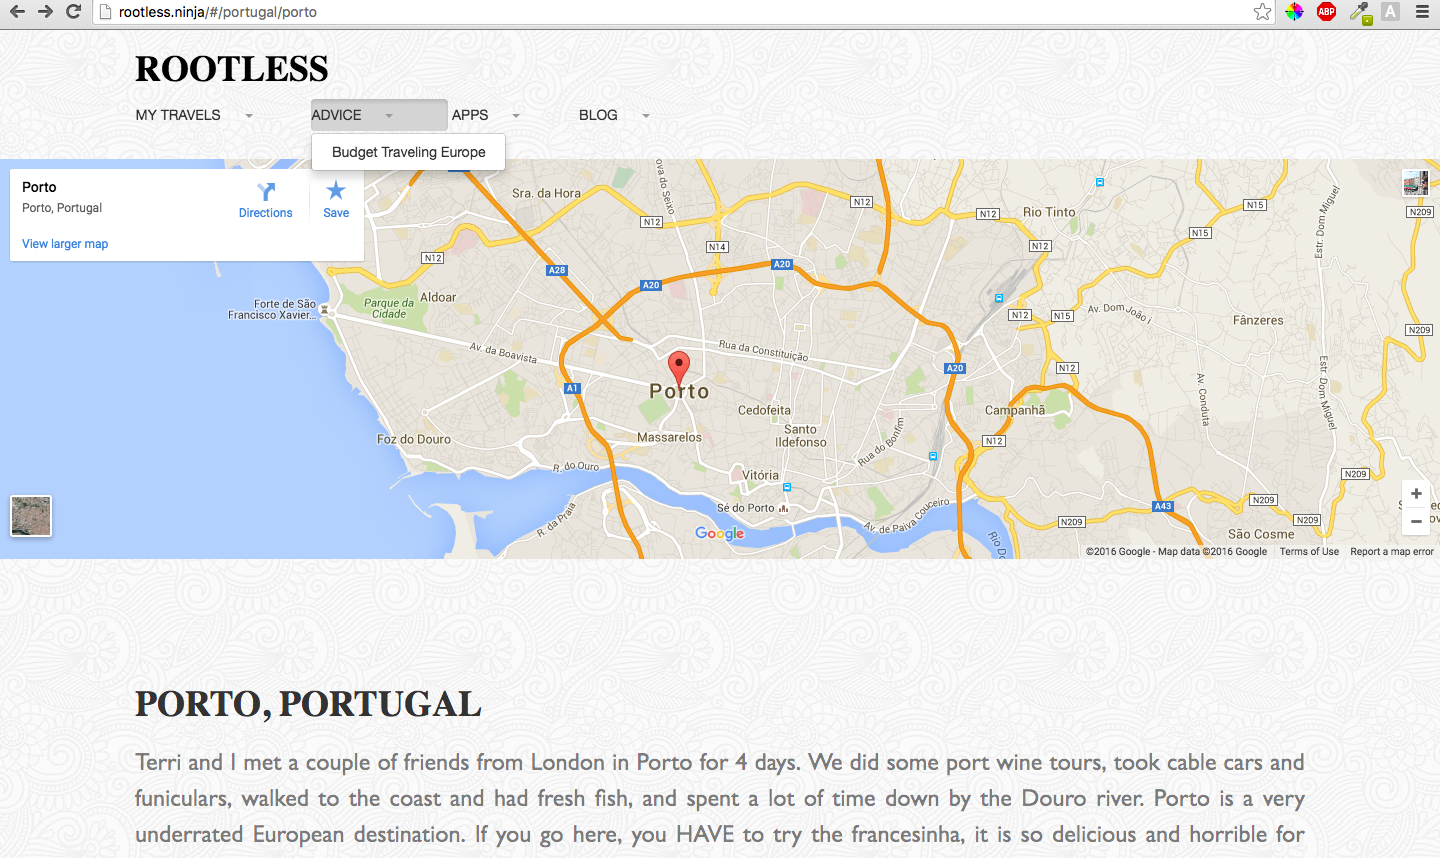 rootless.ninja/#/portugal/porto
ABP
A
ROOTLESS
MY TRAVELS
ADVICE
APPS
BLOG
Budget Traveling Europe
Porto
Porto, Portugal
Directions
Save
View larger map
Sra. da Hora
N12
N14
N12
A20
N12
N12
A28
A20
Rio Tinto
N12
N15
N15
N209
Estr. Dom Miguel
Forte de São
Francisco Xavier...
Parque da
Cidade
Aldoar
Av. da Boavista
Rua da Constituição
N12
N15
Av. Dom João i
Fânzeres
N209
A1
Porto
A20
N12
Cedofeita
Campanhã
Av. Conduta
Estr. Dom Miguel
Foz do Douro
Massarelos
Santo
Ildefonso
Rua do Bonfim
N12
R. do Ouro
Vitória
N209
R. da Praia
Sé do Porto
Av. de Paiva Couceiro
A43
N209
N209
N209
São Cosme
Google
Rio Do
+
−
©2016 Google - Map data ©2016 Google
Terms of Use
Report a map error
PORTO, PORTUGAL
Terri and I met a couple of friends from London in Porto for 4 days. We did some port wine tours, took cable cars and
funiculars, walked to the coast and had fresh fish, and spent a lot of time down by the Douro river. Porto is a very
underrated European destination. If you go here, you HAVE to try the francesinha, it is so delicious and horrible for